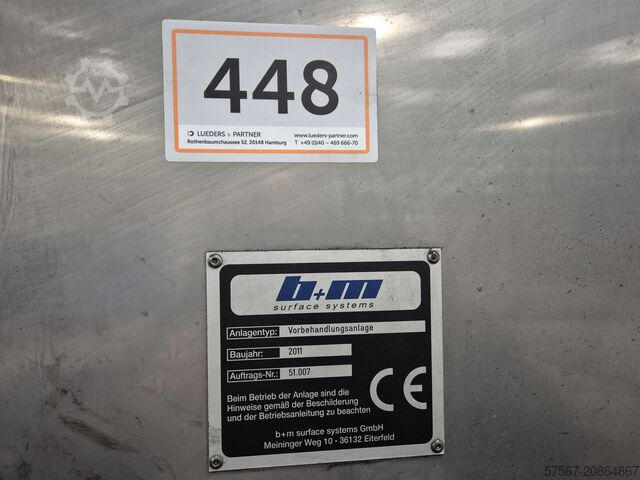 448
LUEDERS + PARTNER www.lueders-partner.com
Rothenbaumchaussee 52, 20148 Hamburg T +49 (0)40 – 469 666-70
b+m
surface systems
Anlagentyp: Vorbehandlungsanlage
Baujahr: 2011
Auftrags-Nr.: 51.007
Beim Betrieb der Anlage sind die
Hinweise gemäß der Beschilderung
und der Betriebsanleitung zu beachten
CE
b+m surface systems GmbH
Meininger Weg 10 · 36132 Eiterfeld
57567-20864867